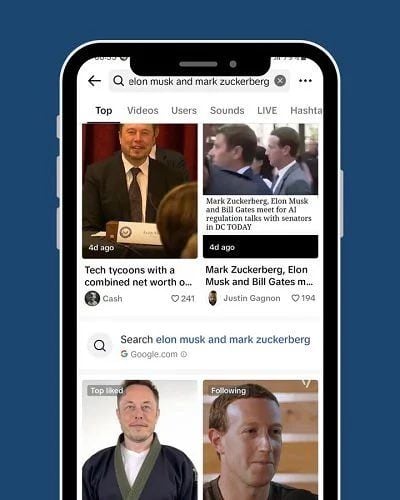 elon musk and mark zuckerberg
Top Videos Users Sounds LIVE Hashta
Mark Zuckerberg, Elon Musk
and Bill Gates meet for AI
regulation talks with senators
in DC TODAY
4d ago
4d ago
Tech tycoons with a
combined net worth o...
Cash 241
Mark Zuckerberg, Elon
Musk and Bill Gates m...
Justin Gagnon 194
Search elon musk and mark zuckerberg
G Google.com
Top liked
Following